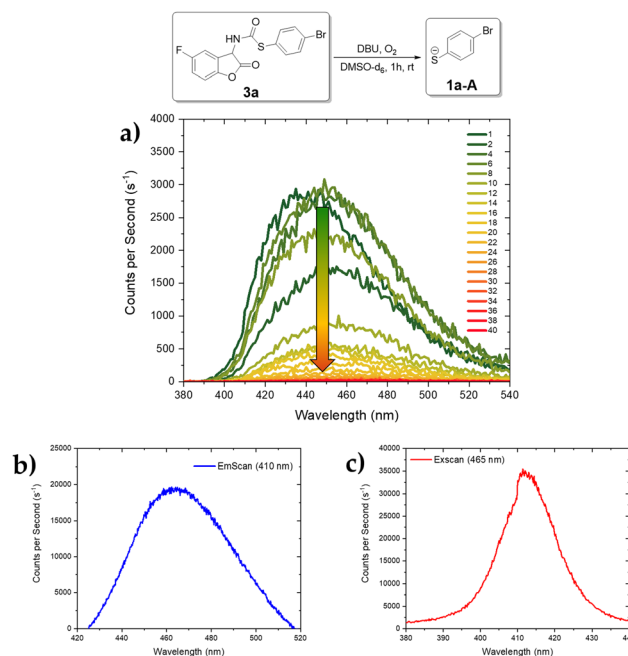 F
NH
O
S
Br
O
O
3a
DBU, O₂
DMSO-d₆, 1h, rt
⊖
S
Br
1a-A
a)
4000
3500
3000
2500
2000
1500
1000
500
0
Counts per Second (s⁻¹)
380 400 420 440 460 480 500 520 540
Wavelength (nm)
1
2
4
6
8
10
12
14
16
18
20
22
24
26
28
30
32
34
36
38
40
b)
25000
20000
15000
10000
5000
0
Counts per Second (s⁻¹)
EmScan (410 nm)
420 440 460 480 500 520
Wavelength (nm)
c)
40000
35000
30000
25000
20000
15000
10000
5000
0
Counts per Second (s⁻¹)
Exscan (465 nm)
380 390 400 410 420 430 440
Wavelength (nm)